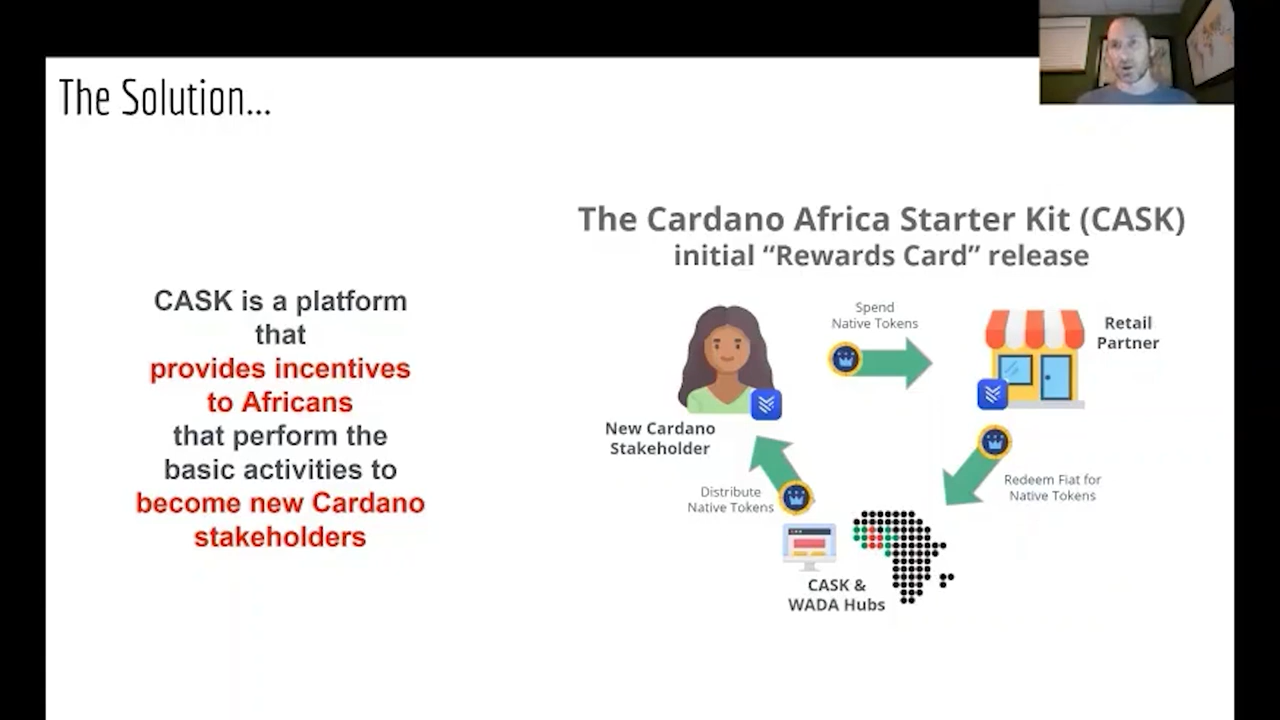 The Solution...
The Cardano Africa Starter Kit (CASK)
initial “Rewards Card” release
CASK is a platform
that
provides incentives
to Africans
that perform the
basic activities to
become new Cardano
stakeholders
Spend
Native Tokens
Retail
Partner
New Cardano
Stakeholder
Redeem Fiat for
Native Tokens
Distribute
Native Tokens
CASK &
WADA Hubs